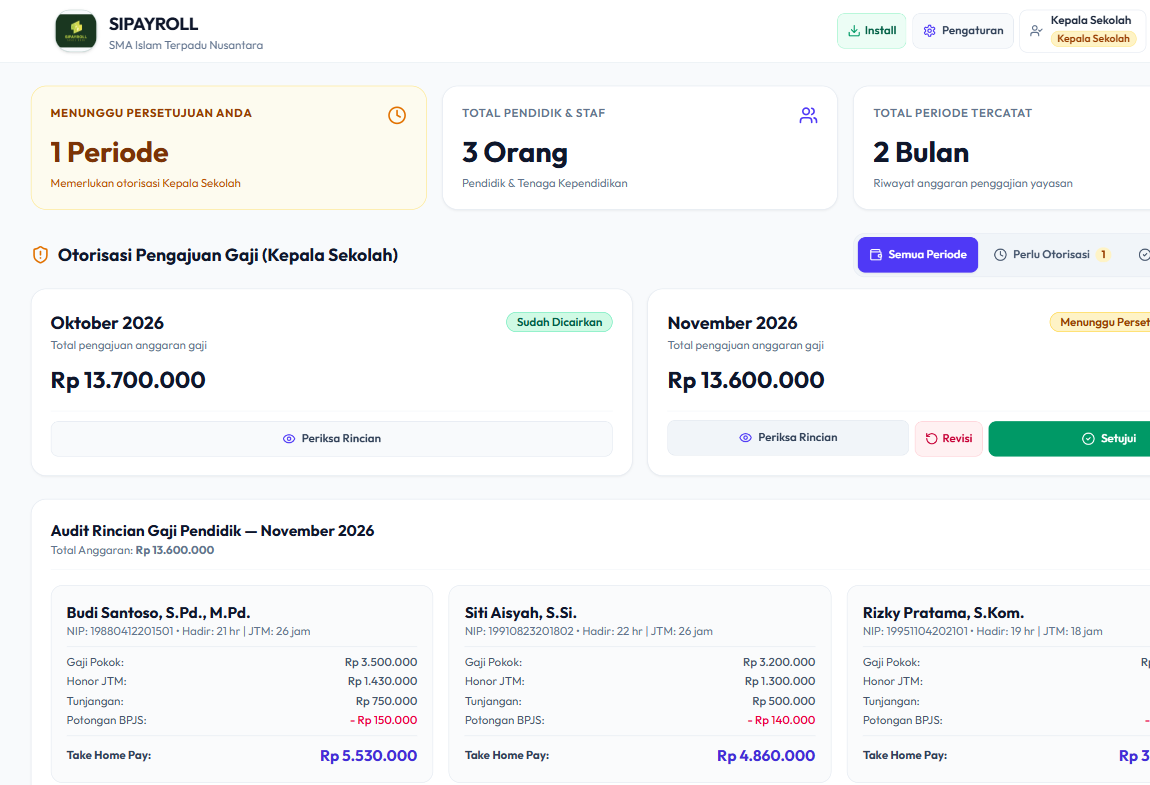 SIPAYROLL
SMA Islam Terpadu Nusantara
Install
Pengaturan
Kepala Sekolah
Kepala Sekolah
MENUNGGU PERSETUJUAN ANDA
1 Periode
Memerlukan otorisasi Kepala Sekolah
TOTAL PENDIDIK & STAF
3 Orang
Pendidik & Tenaga Kependidikan
TOTAL PERIODE TERCATAT
2 Bulan
Riwayat anggaran penggajian yayasan
Otorisasi Pengajuan Gaji (Kepala Sekolah)
Semua Periode
Perlu Otorisasi 1
Oktober 2026
Sudah Dicairkan
Total pengajuan anggaran gaji
Rp 13.700.000
Periksa Rincian
November 2026
Menunggu Perset
Total pengajuan anggaran gaji
Rp 13.600.000
Periksa Rincian
Revisi
Setujui
Audit Rincian Gaji Pendidik — November 2026
Total Anggaran: Rp 13.600.000
Budi Santoso, S.Pd., M.Pd.
NIP: 19880412201501 • Hadir: 21 hr | JTM: 26 jam
Gaji Pokok: Rp 3.500.000
Honor JTM: Rp 1.430.000
Tunjangan: Rp 750.000
Potongan BPJS: - Rp 150.000
Take Home Pay: Rp 5.530.000
Siti Aisyah, S.Si.
NIP: 19910823201802 • Hadir: 22 hr | JTM: 26 jam
Gaji Pokok: Rp 3.200.000
Honor JTM: Rp 1.300.000
Tunjangan: Rp 500.000
Potongan BPJS: - Rp 140.000
Take Home Pay: Rp 4.860.000
Rizky Pratama, S.Kom.
NIP: 19951104202101 • Hadir: 19 hr | JTM: 18 jam
Gaji Pokok:
Honor JTM:
Tunjangan:
Potongan BPJS: -
Take Home Pay: Rp 3